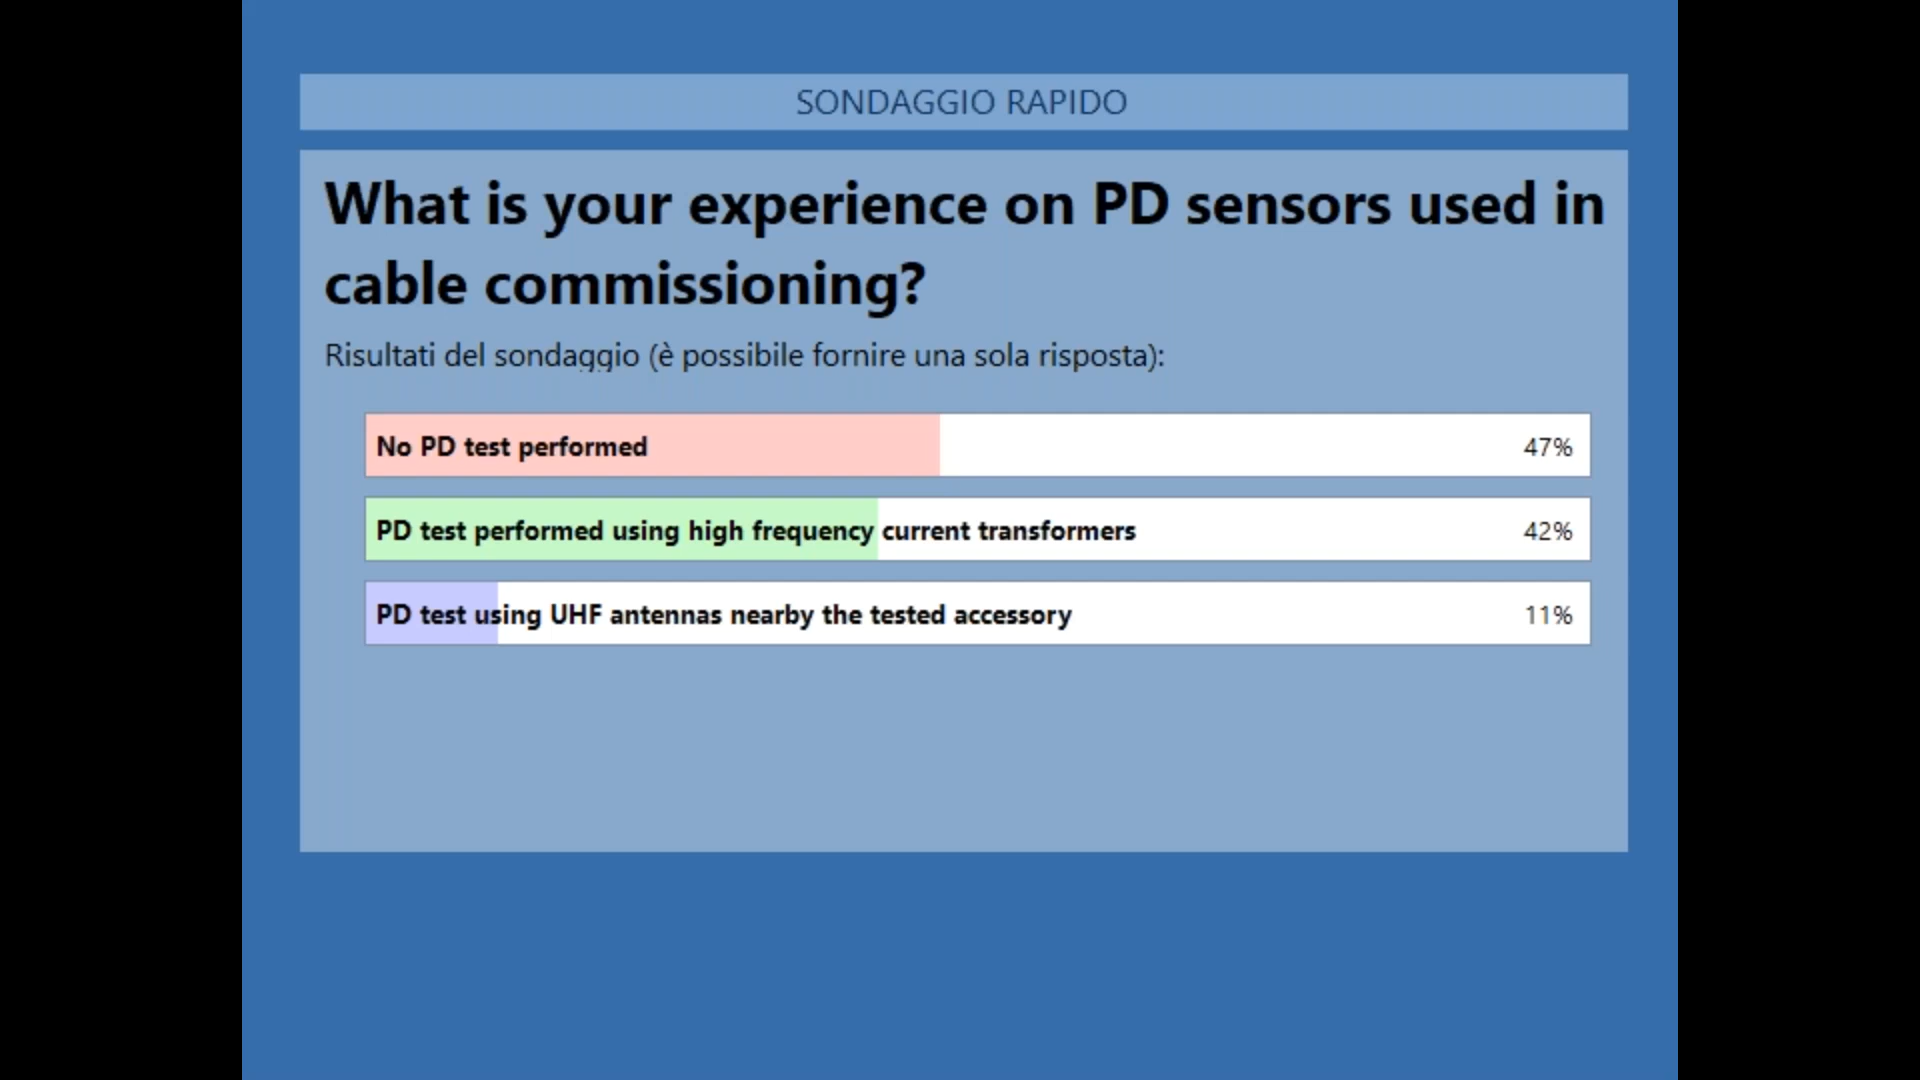 SONDAGGIO RAPIDO
What is your experience on PD sensors used in
cable commissioning?
Risultati del sondaggio (è possibile fornire una sola risposta):
No PD test performed 47%
PD test performed using high frequency current transformers 42%
PD test using UHF antennas nearby the tested accessory 11%